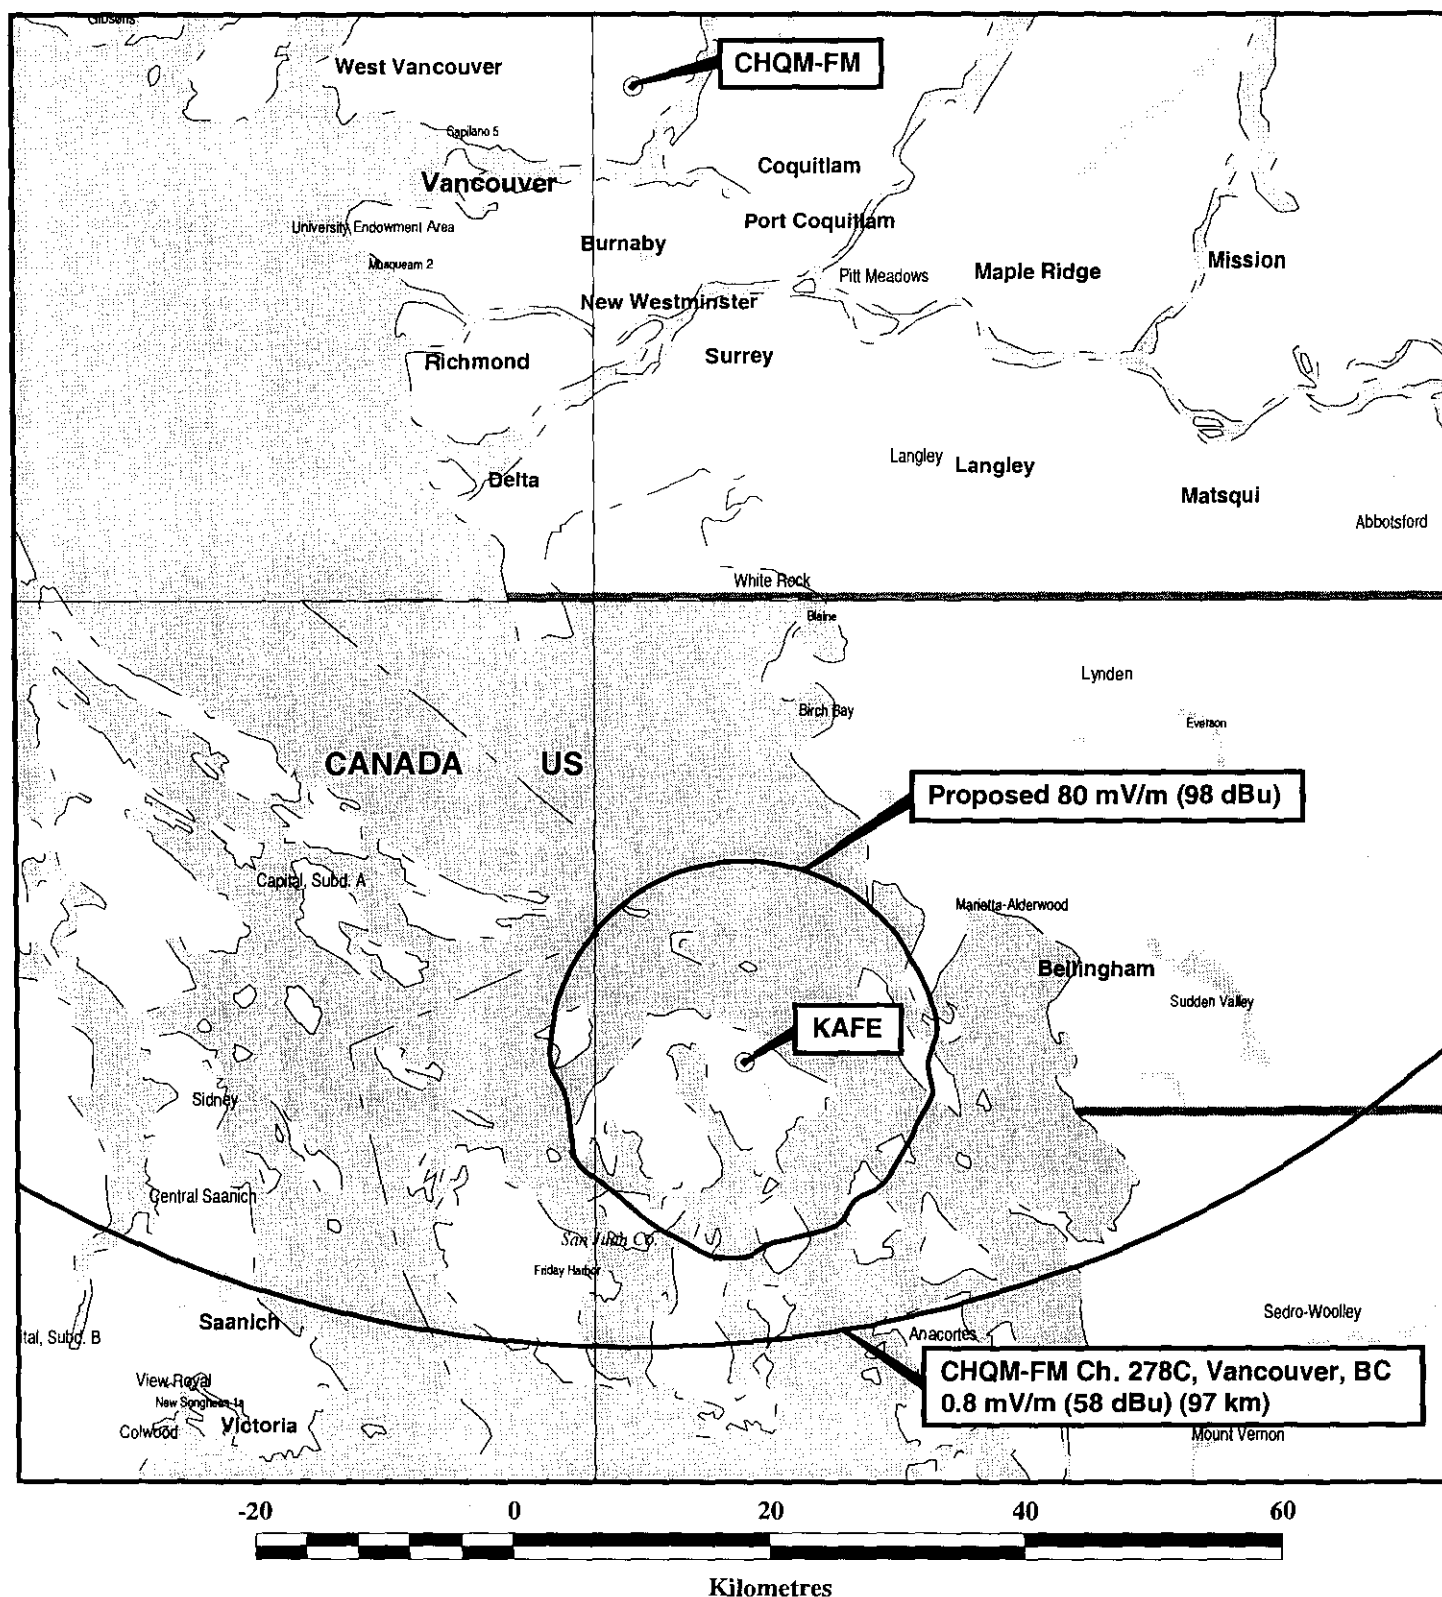 Gibsons
West Vancouver
CHQM-FM
Capilano 5
Coquitlam
Vancouver
Port Coquitlam
University Endowment Area
Burnaby
Musqueam 2
Pitt Meadows
Maple Ridge
Mission
New Westminster
Richmond
Surrey
Langley
Langley
Delta
Matsqui
Abbotsford
White Rock
Blaine
Lynden
Birch Bay
Everson
CANADA
US
Proposed 80 mV/m (98 dBu)
Capital, Subd. A
Marietta-Alderwood
Bellingham
Sudden Valley
KAFE
Sidney
Central Saanich
San Juan Co.
Friday Harbor
Saanich
Sedro-Woolley
ital, Subd. B
Anacortes
CHQM-FM Ch. 278C, Vancouver, BC
0.8 mV/m (58 dBu) (97 km)
View Royal
New Songhees 1a
Colwood
Victoria
Mount Vernon
-20 0 20 40 60
Kilometres